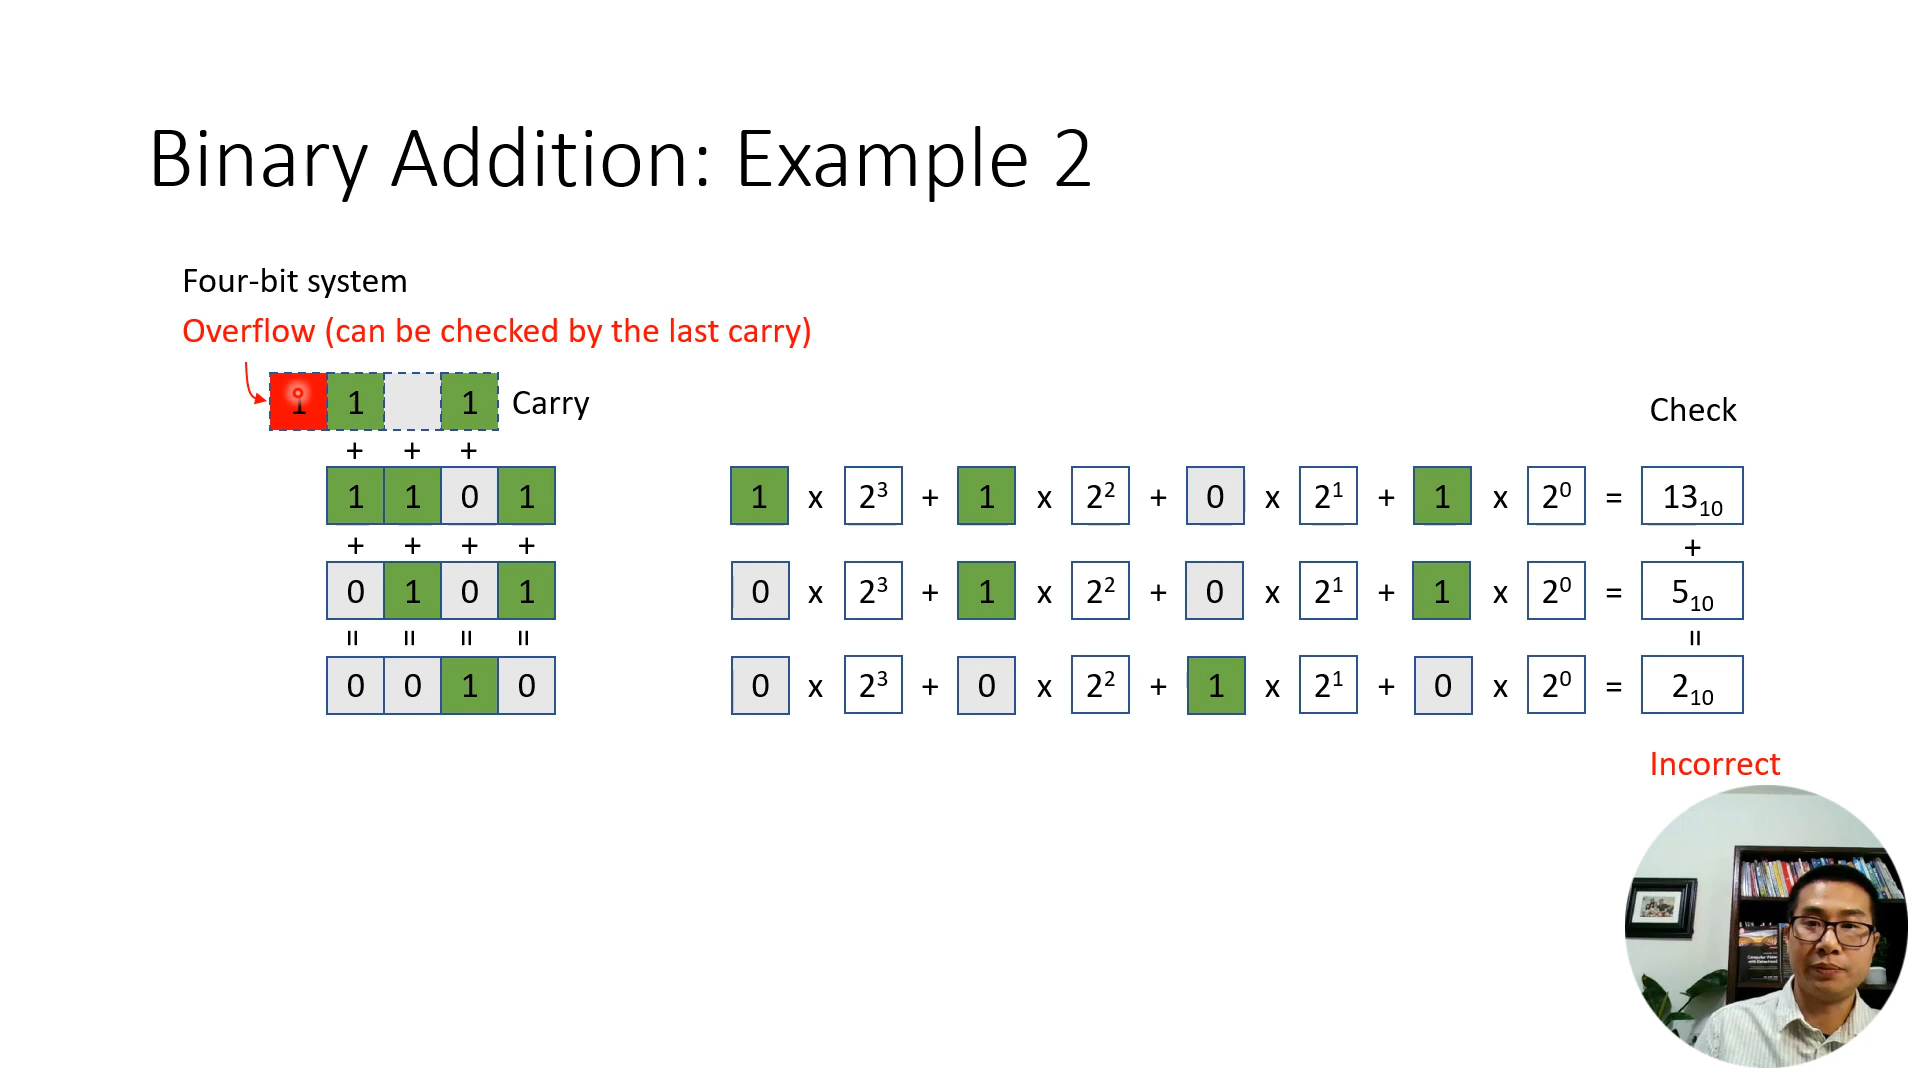 Binary Addition: Example 2
Four-bit system
Overflow (can be checked by the last carry)
1 1 1 Carry
Check
+ + +
1 1 0 1
1 x 2³ + 1 x 2² + 0 x 2¹ + 1 x 2⁰ = 13₁₀
+ + + +
+
0 1 0 1
0 x 2³ + 1 x 2² + 0 x 2¹ + 1 x 2⁰ = 5₁₀
= = = =
=
0 0 1 0
0 x 2³ + 0 x 2² + 1 x 2¹ + 0 x 2⁰ = 2₁₀
Incorrect